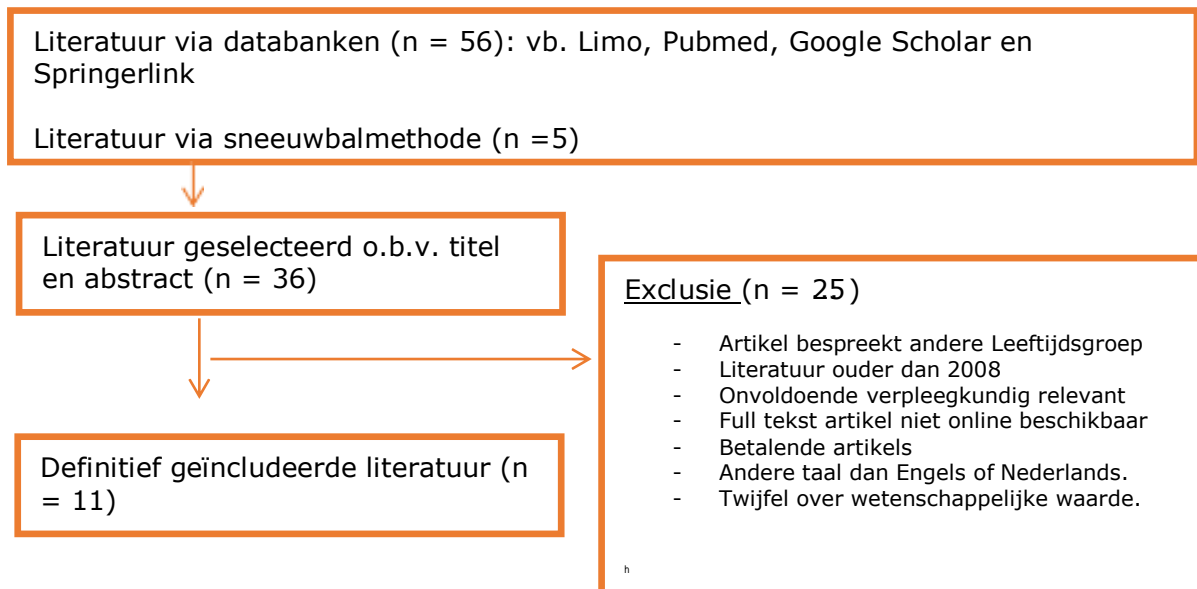 Literatuur via databanken (n = 56): vb. Limo, Pubmed, Google Scholar en
Springerlink
Literatuur via sneeuwbalmethode (n =5)
Literatuur geselecteerd o.b.v. titel
en abstract (n = 36)
Exclusie (n = 25)
- Artikel bespreekt andere Leeftijdsgroep
- Literatuur ouder dan 2008
- Onvoldoende verpleegkundig relevant
- Full tekst artikel niet online beschikbaar
- Betalende artikels
- Andere taal dan Engels of Nederlands.
- Twijfel over wetenschappelijke waarde.
h
Definitief geïncludeerde literatuur (n
= 11)